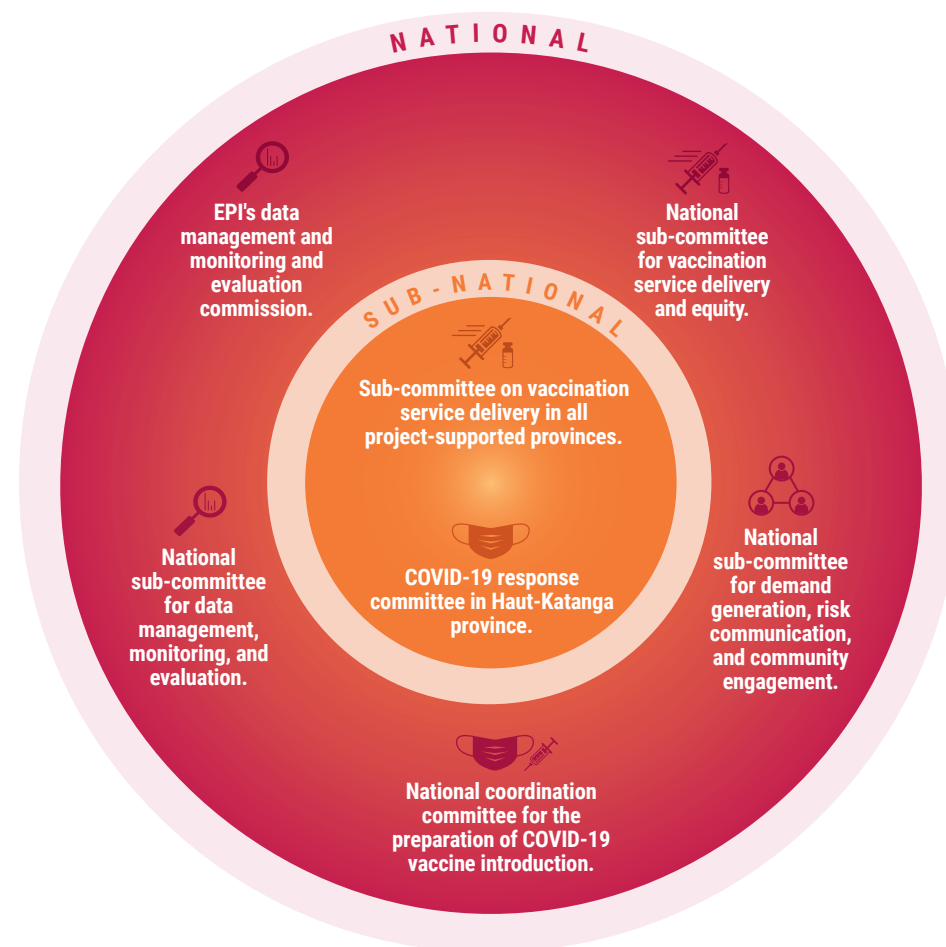 NATIONAL
EPI's data
management and
monitoring and
evaluation
commission.
National
sub-committee
for vaccination
service delivery
and equity.
SUB-NATIONAL
Sub-committee on vaccination
service delivery in all
project-supported provinces.
COVID-19 response
committee in Haut-Katanga
province.
National
sub-committee
for data
management,
monitoring, and
evaluation.
National
sub-committee
for demand
generation, risk
communication,
and community
engagement.
National coordination
committee for the
preparation of COVID-19
vaccine introduction.